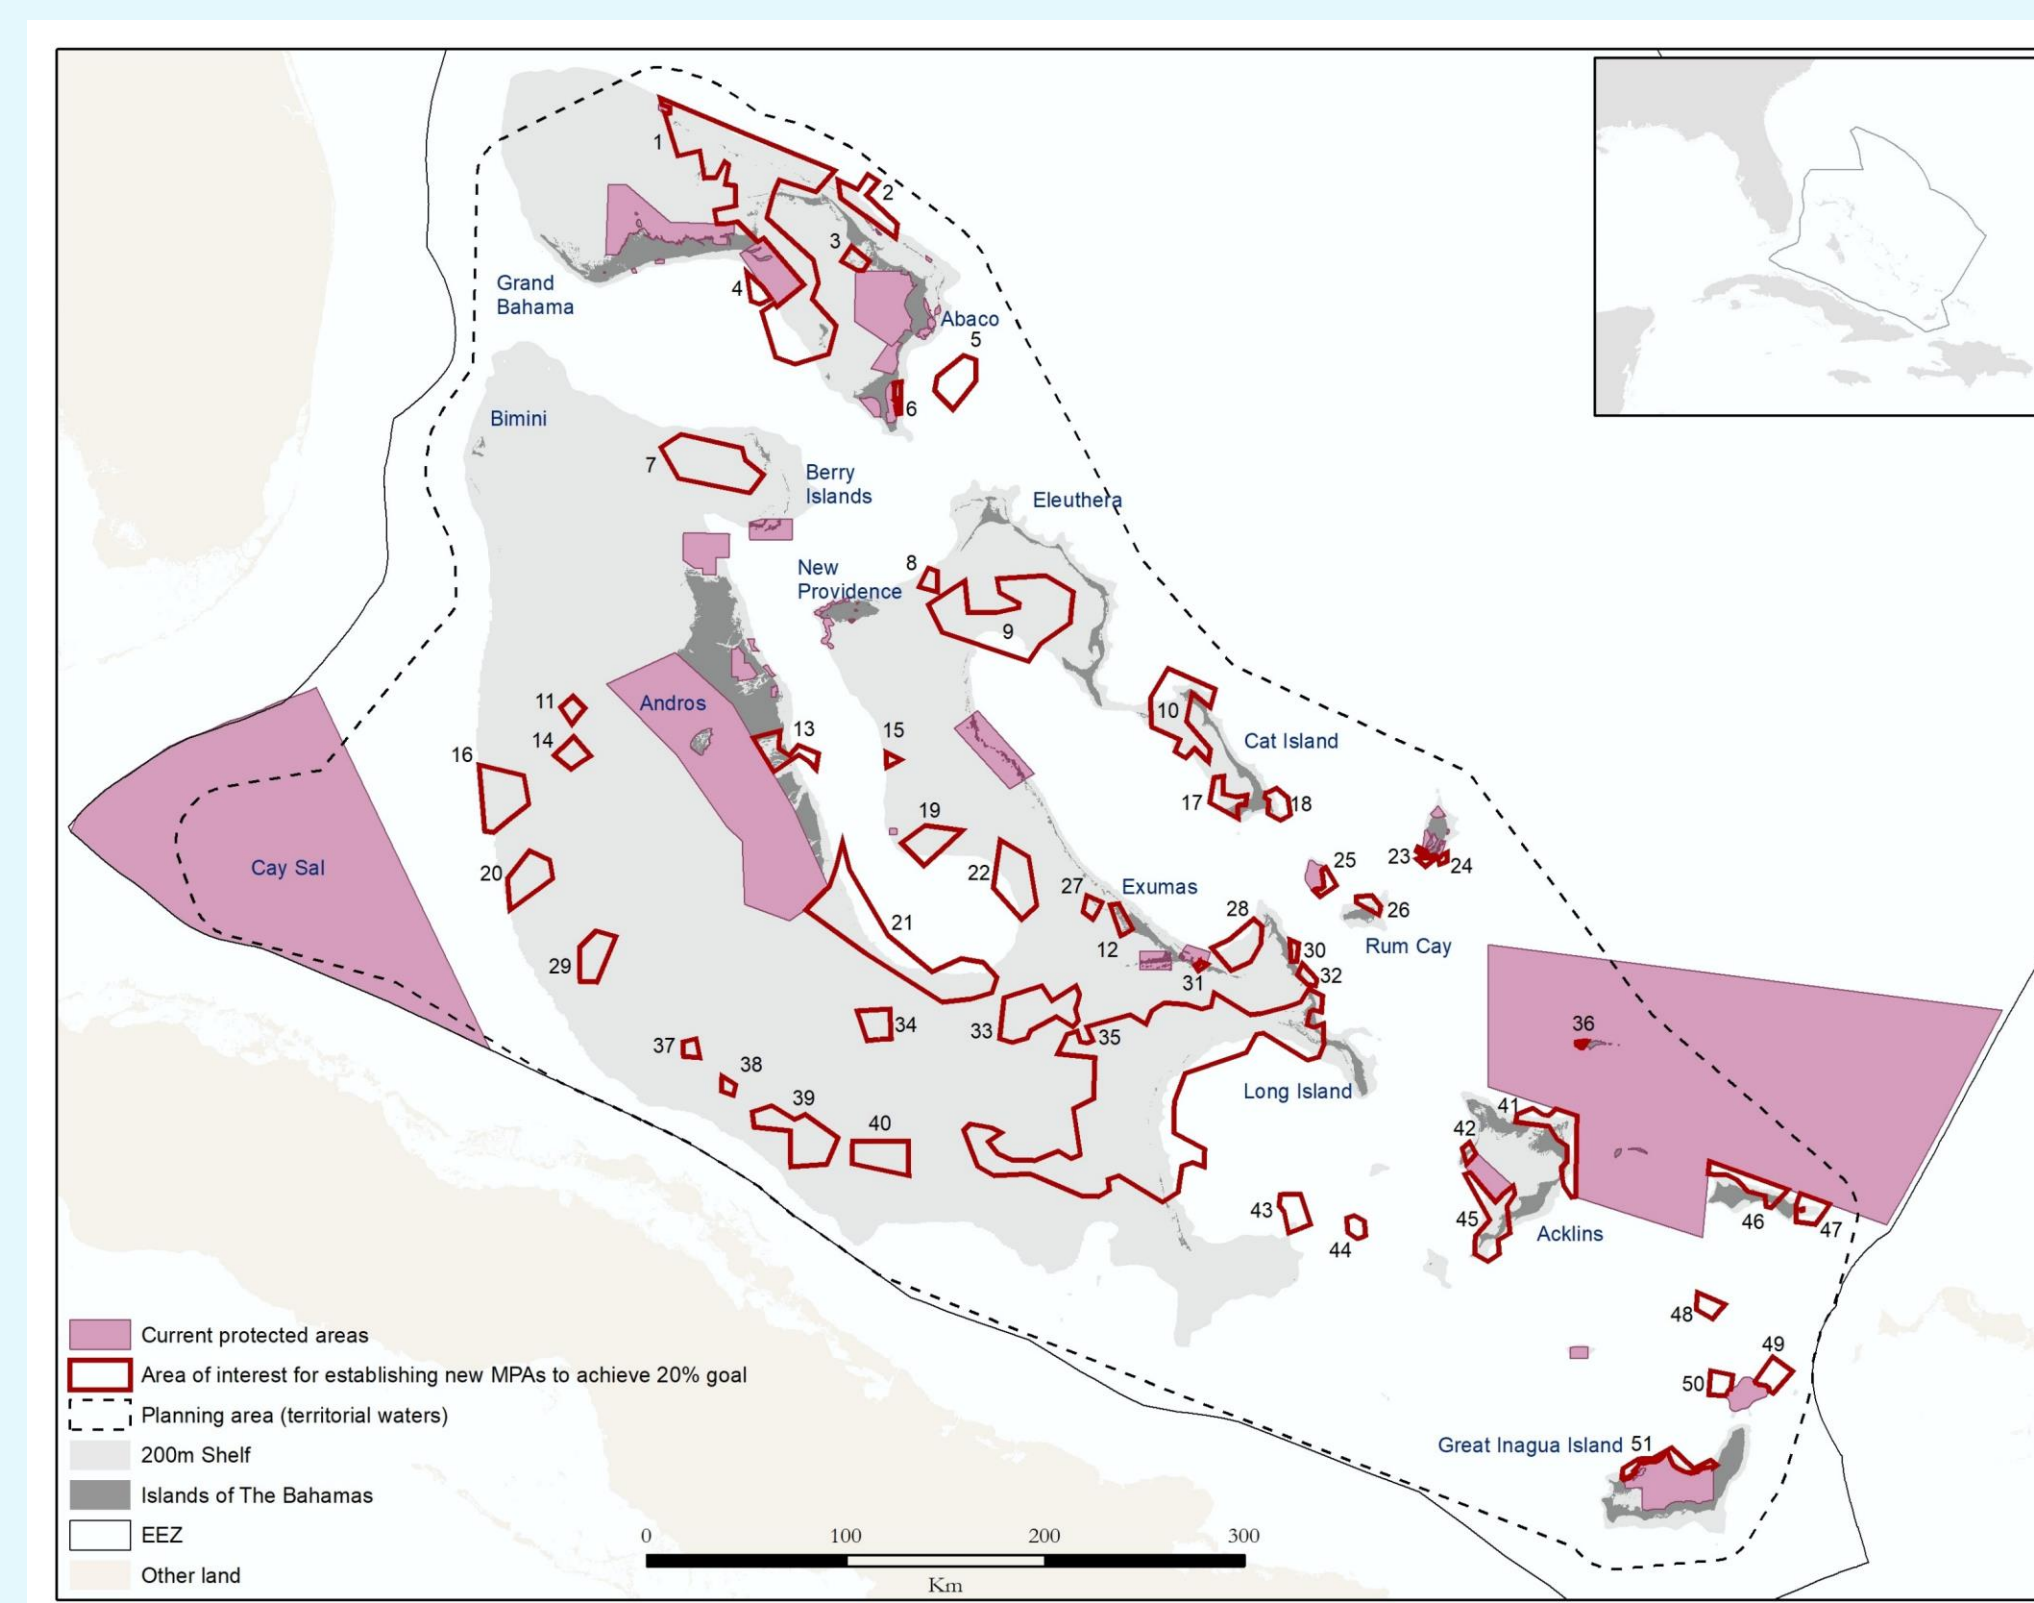 1
2
3
Grand
Bahama
4
Abaco
5
6
Bimini
7
Berry
Islands
Eleuthera
8
New
Providence
9
11
Andros
10
13
15
14
16
Cat Island
17
18
19
20
Cay Sal
22
23
24
25
27
Exumas
26
28
21
12
Rum Cay
30
29
31
32
34
33
35
36
37
38
Long Island
39
40
41
42
43
44
45
Acklins
46
47
48
49
50
Great Inagua Island
51
Current protected areas
Area of interest for establishing new MPAs to achieve 20% goal
Planning area (territorial waters)
200m Shelf
Islands of The Bahamas
EEZ
Other land
0 100 200 300
Km